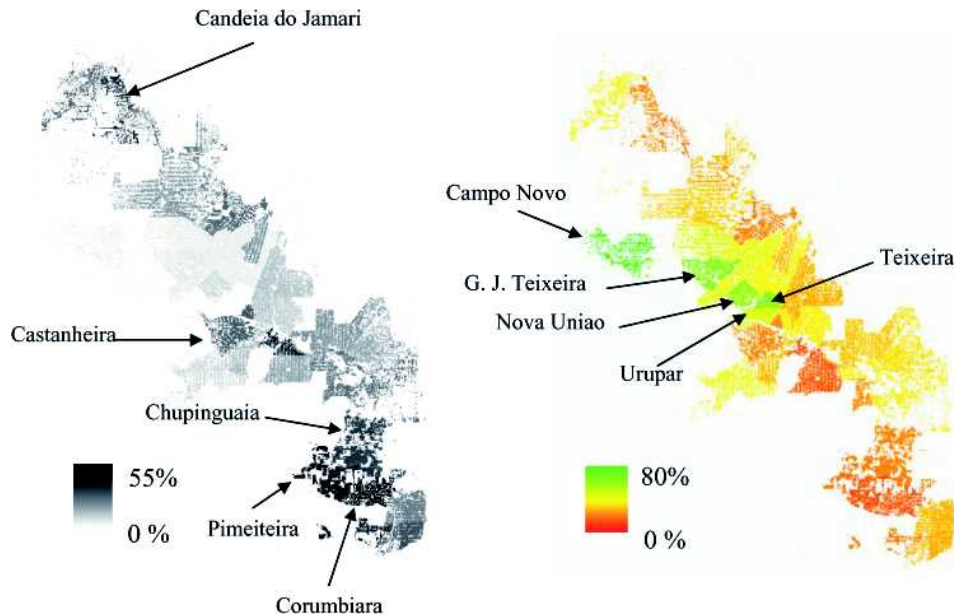 Candeia do Jamari
Castanheira
Chupinguaia
55%
0 %
Pimeiteira
Corumbiara
Campo Novo
G. J. Teixeira
Teixeira
Nova Uniao
Urupar
80%
0 %